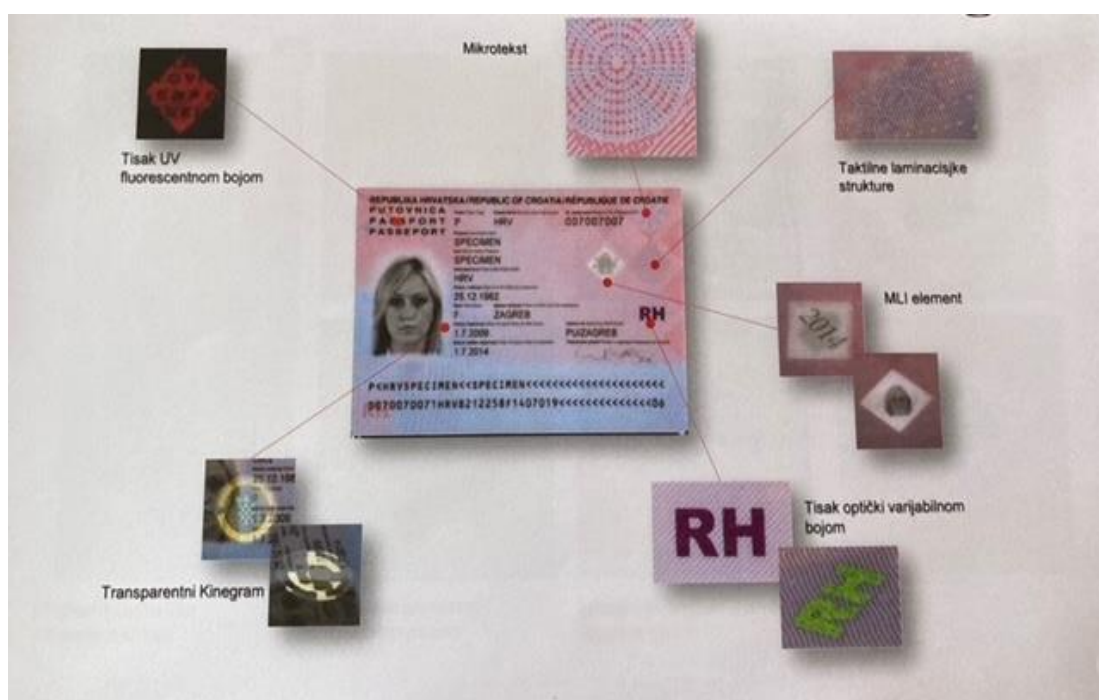 Mikrotekst
Tisak UV
fluorescentnom bojom
Taktilne laminacisjke
strukture
REPUBLIKA HRVATSKA/REPUBLIC OF CROATIA/RÉPUBLIQUE DE CROATIE
PUTOVNICA
PASSPORT
PASSEPORT
P HRV 007007007
SPECIMEN
SPECIMEN
HRV
25.12.1982
F ZAGREB
1.7.2009 PU/ZAGREB
1.7.2014
RH
P<HRVSPECIMEN<<SPECIMEN<<<<<<<<<<<<<<<<<<<<<
0070070071HRV8212258F1407019<<<<<<<<<<<<<<06
MLI element
2014
Tisak optički varijabilnom
bojom
RH
RH
Transparentni Kinegram